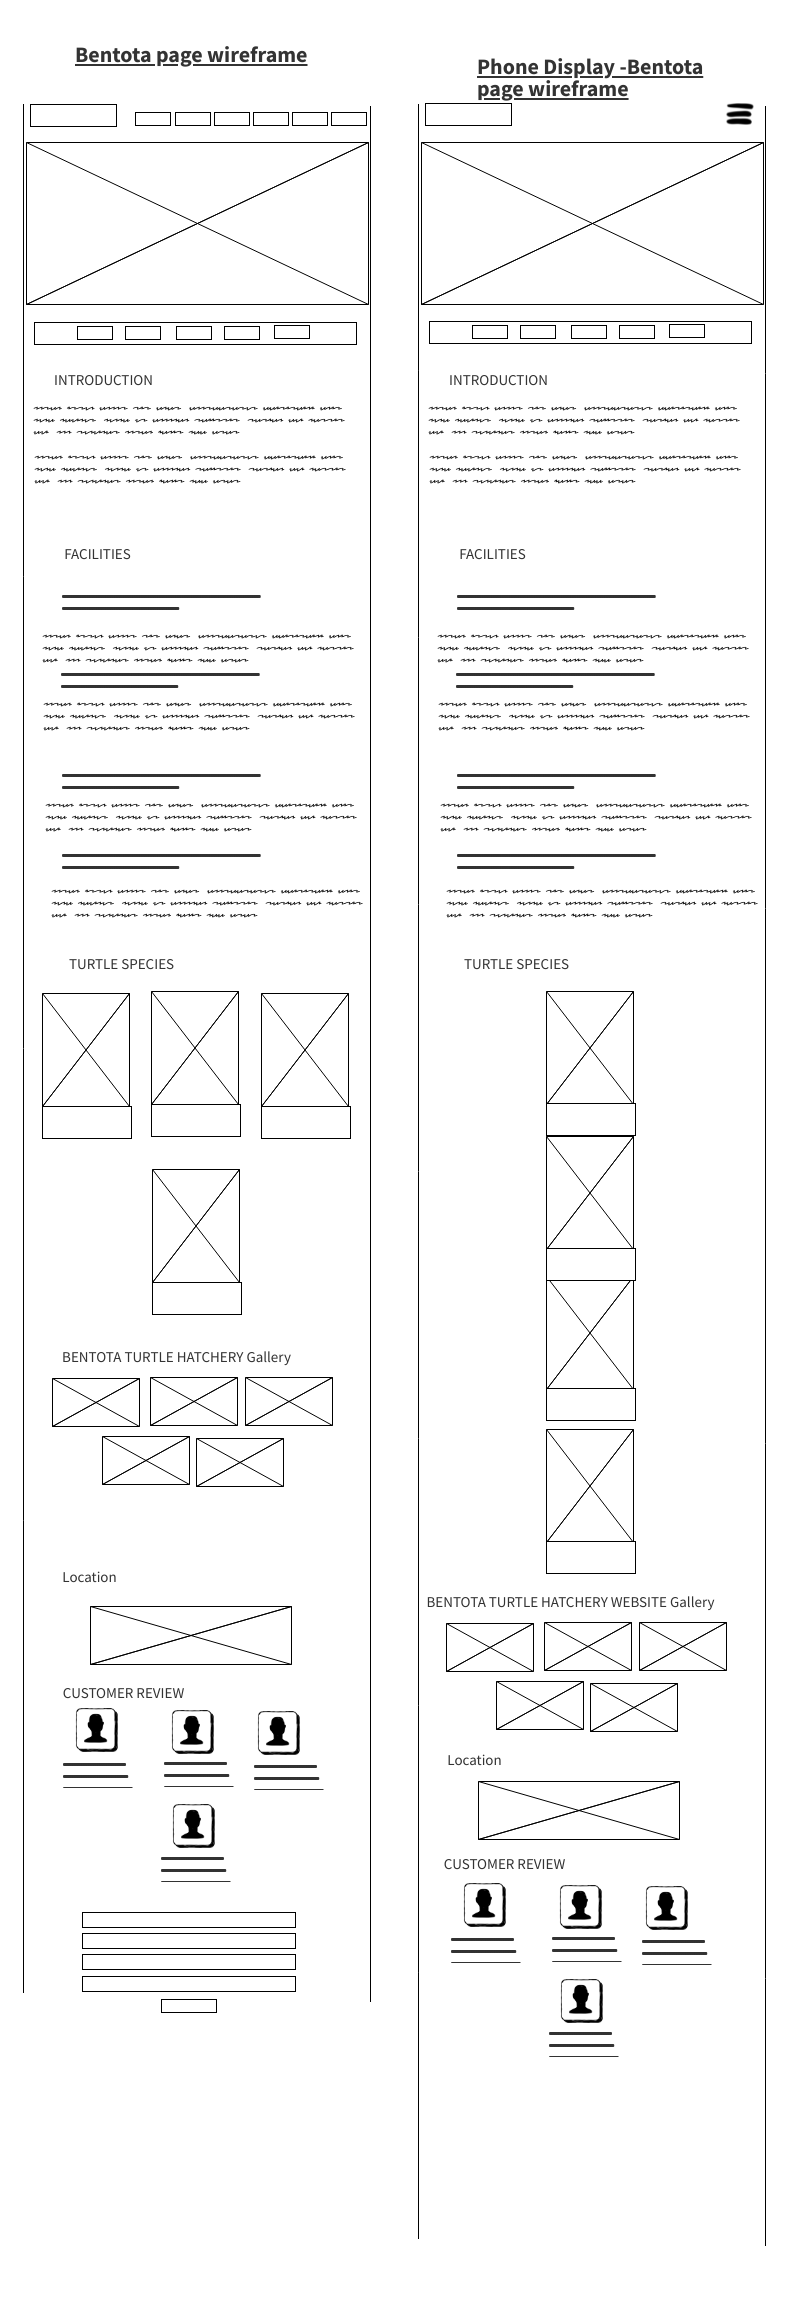 Bentota page wireframe
INTRODUCTION
FACILITIES
TURTLE SPECIES
BENTOTA TURTLE HATCHERY Gallery
Location
CUSTOMER REVIEW
Phone Display -Bentota
page wireframe
INTRODUCTION
FACILITIES
TURTLE SPECIES
BENTOTA TURTLE HATCHERY WEBSITE Gallery
Location
CUSTOMER REVIEW